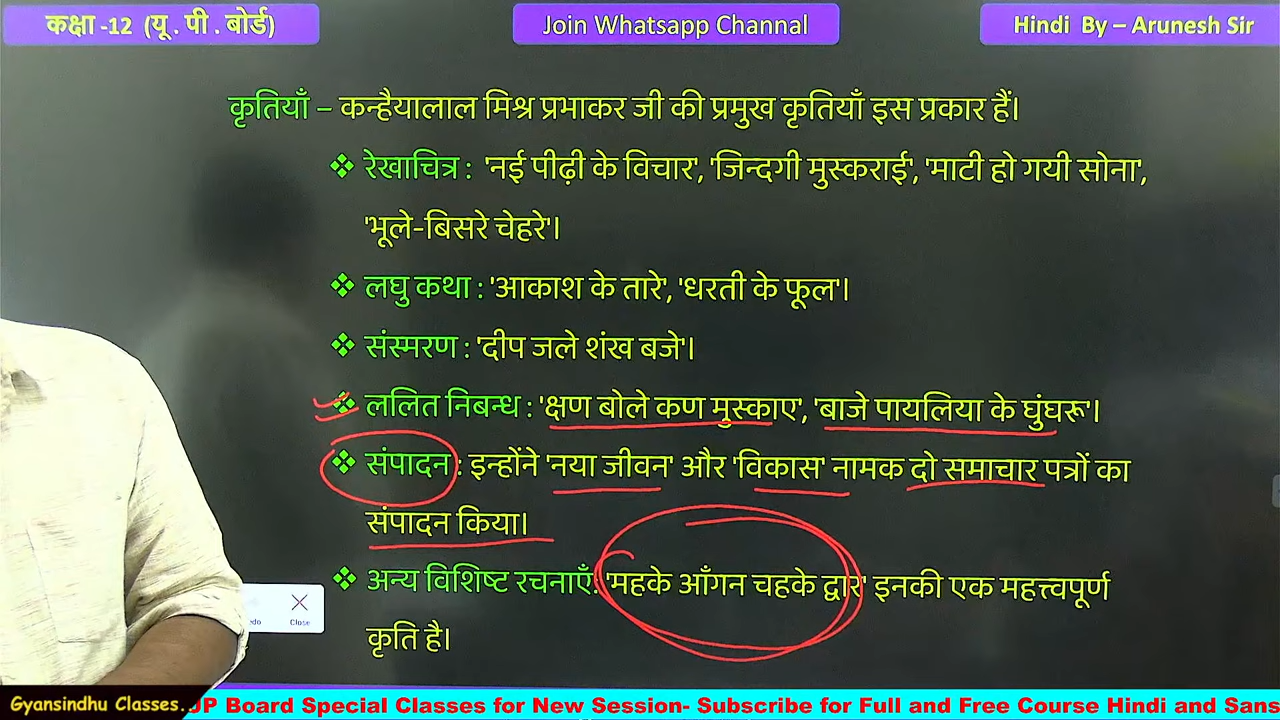 कक्षा -12 (यू . पी . बोर्ड)
Join Whatsapp Channal
Hindi By – Arunesh Sir
कृतियाँ – कन्हैयालाल मिश्र प्रभाकर जी की प्रमुख कृतियाँ इस प्रकार हैं।
❖ रेखाचित्र : 'नई पीढ़ी के विचार', 'जिन्दगी मुस्कराई', 'माटी हो गयी सोना',
'भूले-बिसरे चेहरे'।
❖ लघु कथा : 'आकाश के तारे', 'धरती के फूल'।
❖ संस्मरण : 'दीप जले शंख बजे'।
❖ ललित निबन्ध : 'क्षण बोले कण मुस्काए', 'बाजे पायलिया के घुंघरू'।
❖ संपादन : इन्होंने 'नया जीवन' और 'विकास' नामक दो समाचार पत्रों का
संपादन किया।
❖ अन्य विशिष्ट रचनाएँ: 'महके आँगन चहके द्वार' इनकी एक महत्त्वपूर्ण
कृति है।
Close
Gyansindhu Classes.
UP Board Special Classes for New Session- Subscribe for Full and Free Course Hindi and Sans